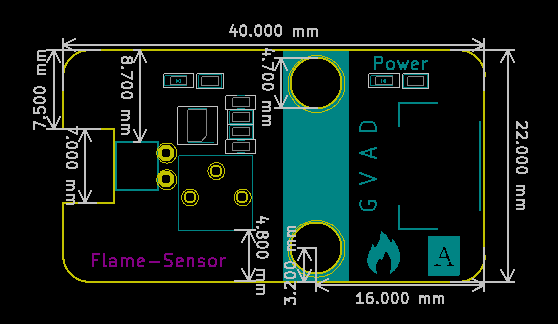 40.000 mm
7.500 mm
8.700 mm
4.700 mm
Power
7.000 mm
G V A D
22.000 mm
4.800 mm
3.200 mm
Flame-Sensor
A
16.000 mm